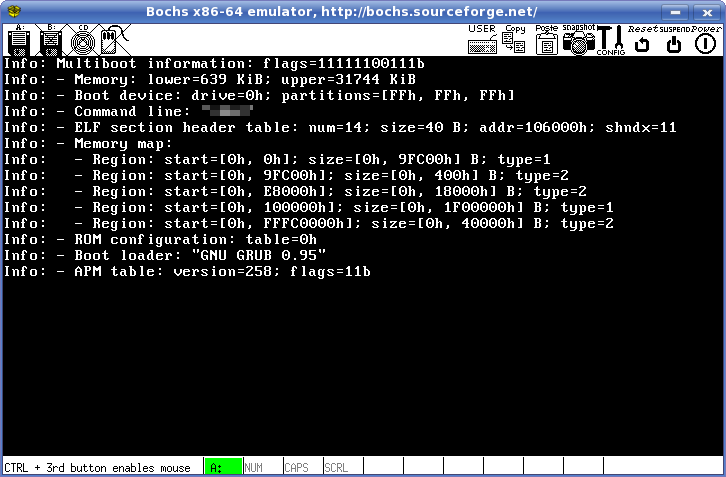 Bochs x86-64 emulator, http://bochs.sourceforge.net/
A: B: CD USER Copy Paste snapshot CONFIG Reset SUSPEND Power
Info: Multiboot information: flags=11111100111b
Info: - Memory: lower=639 KiB; upper=31744 KiB
Info: - Boot device: drive=0h; partitions=[FFh, FFh, FFh]
Info: - Command line:
Info: - ELF section header table: num=14; size=40 B; addr=106000h; shndx=11
Info: - Memory map:
Info:   - Region: start=[0h, 0h]; size=[0h, 9FC00h] B; type=1
Info:   - Region: start=[0h, 9FC00h]; size=[0h, 400h] B; type=2
Info:   - Region: start=[0h, E8000h]; size=[0h, 18000h] B; type=2
Info:   - Region: start=[0h, 100000h]; size=[0h, 1F00000h] B; type=1
Info:   - Region: start=[0h, FFFC0000h]; size=[0h, 40000h] B; type=2
Info: - ROM configuration: table=0h
Info: - Boot loader: "GNU GRUB 0.95"
Info: - APM table: version=258; flags=11b
CTRL + 3rd button enables mouse A: NUM CAPS SCRL